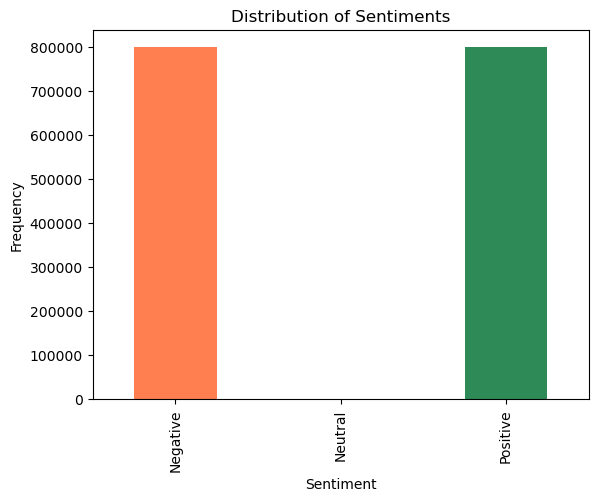 Distribution of Sentiments
800000
700000
600000
500000
400000
300000
200000
100000
0
Frequency
Negative
Neutral
Positive
Sentiment